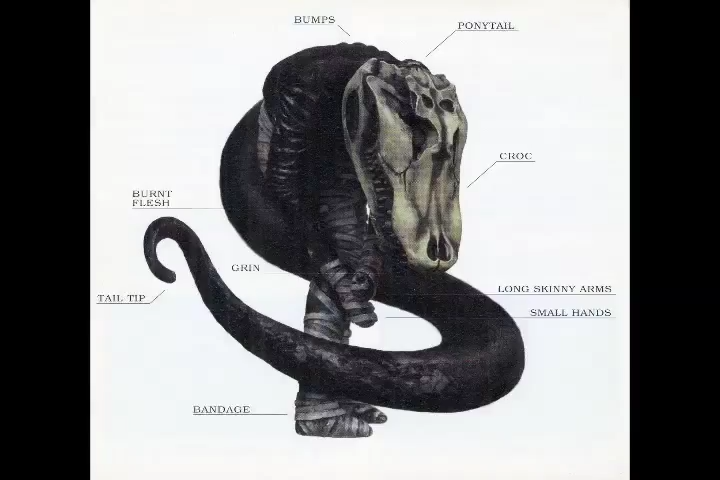 BUMPS
PONYTAIL
CROC
BURNT
FLESH
GRIN
LONG SKINNY ARMS
TAIL TIP
SMALL HANDS
BANDAGE